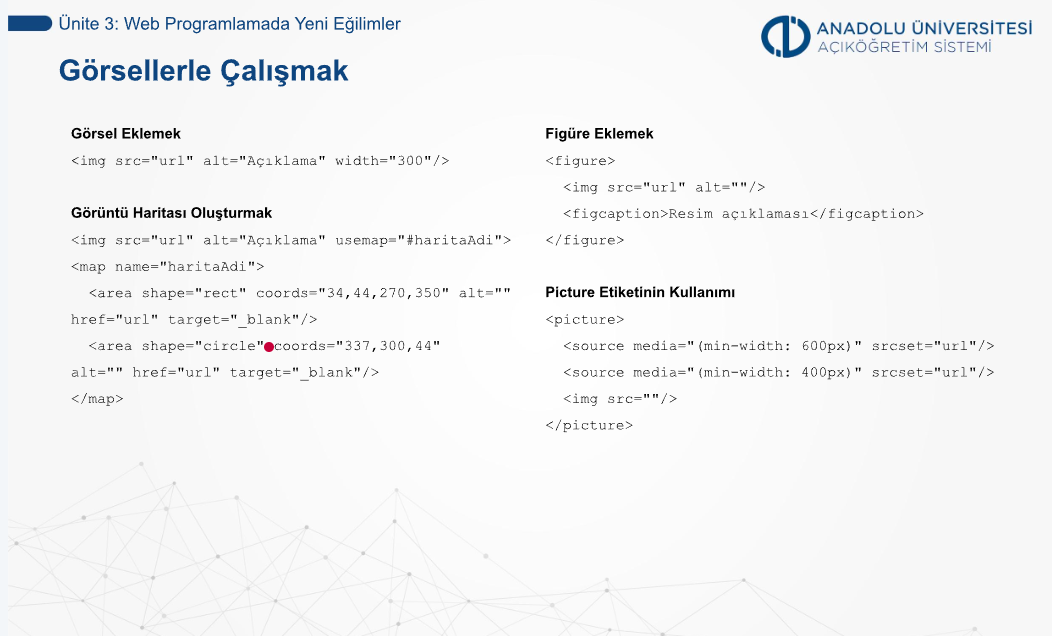 Ünite 3: Web Programlamada Yeni Eğilimler
ANADOLU ÜNİVERSİTESİ
AÇIKÖĞRETİM SİSTEMİ
Görsellerle Çalışmak
Görsel Eklemek
<img src="url" alt="Açıklama" width="300"/>
Görüntü Haritası Oluşturmak
<img src="url" alt="Açıklama" usemap="#haritaAdi">
<map name="haritaAdi">
<area shape="rect" coords="34,44,270,350" alt=""
href="url" target="_blank"/>
<area shape="circle" coords="337,300,44"
alt="" href="url" target="_blank"/>
</map>
Figüre Eklemek
<figure>
<img src="url" alt=""/>
<figcaption>Resim açıklaması</figcaption>
</figure>
Picture Etiketinin Kullanımı
<picture>
<source media="(min-width: 600px)" srcset="url"/>
<source media="(min-width: 400px)" srcset="url"/>
<img src=""/>
</picture>